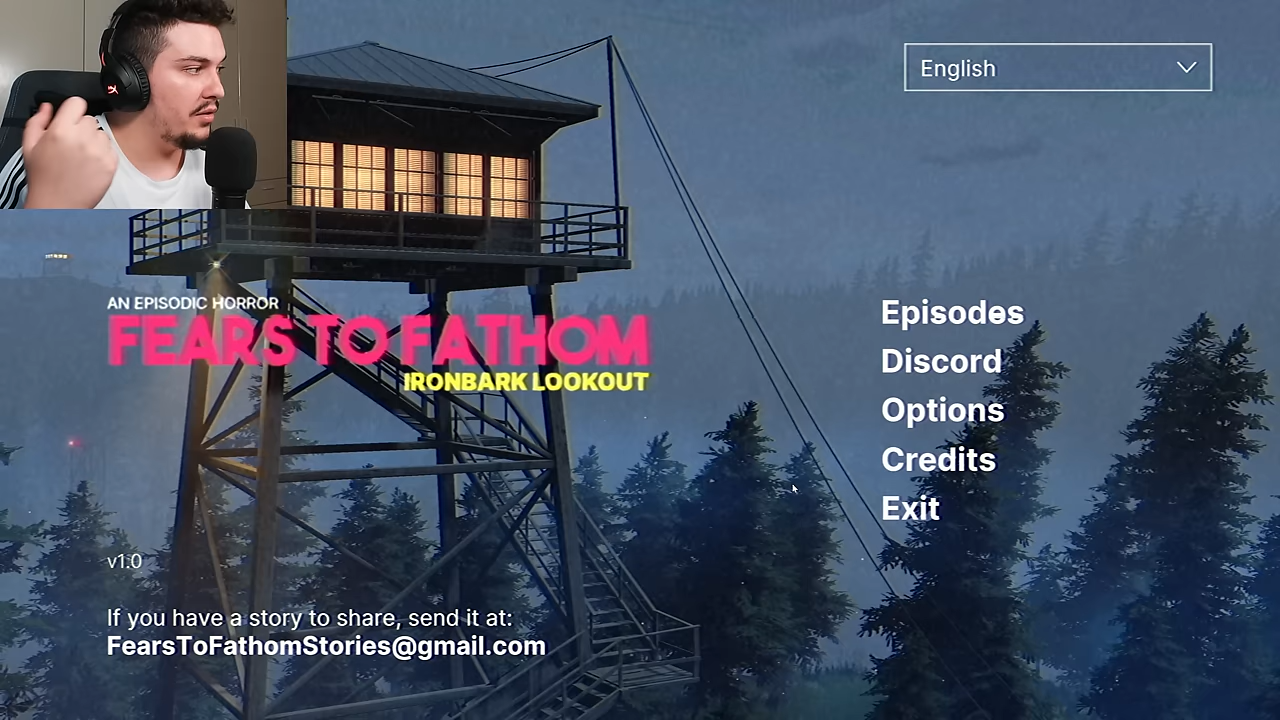 English
AN EPISODIC HORROR
FEARS TO FATHOM
IRONBARK LOOKOUT
Episodes
Discord
Options
Credits
Exit
v1.0
If you have a story to share, send it at:
FearsToFathomStories@gmail.com